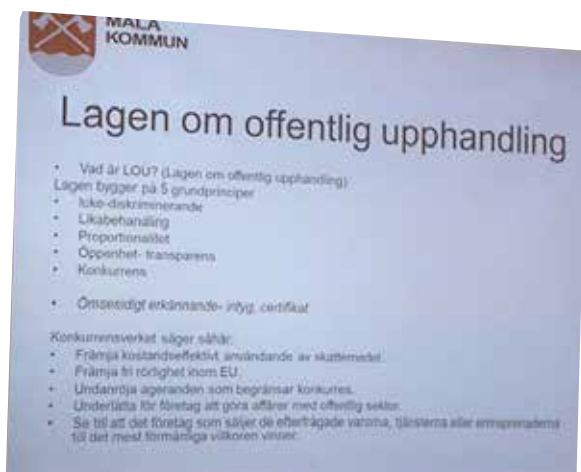 MALÅ
KOMMUN
Lagen om offentlig upphandling
• Vad är LOU? (Lagen om offentlig upphandling)
Lagen bygger på 5 grundprinciper
• Icke-diskriminerande
• Likabehandling
• Proportionalitet
• Öppenhet- transparens
• Konkurrens
• Ömsesidigt erkännande- intyg, certifikat
Konkurrensverket säger såhär:
• Främja kostandseffektivt användande av skattemedel.
• Främja fri rörlighet inom EU.
• Undanröja ageranden som begränsar konkurres.
• Underlätta för företag att göra affärer med offentlig sektor.
• Se till att det företag som säljer de efterfrågade varorna, tjänsterna eller entreprenaderna
till det mest förmånliga villkoren vinner.